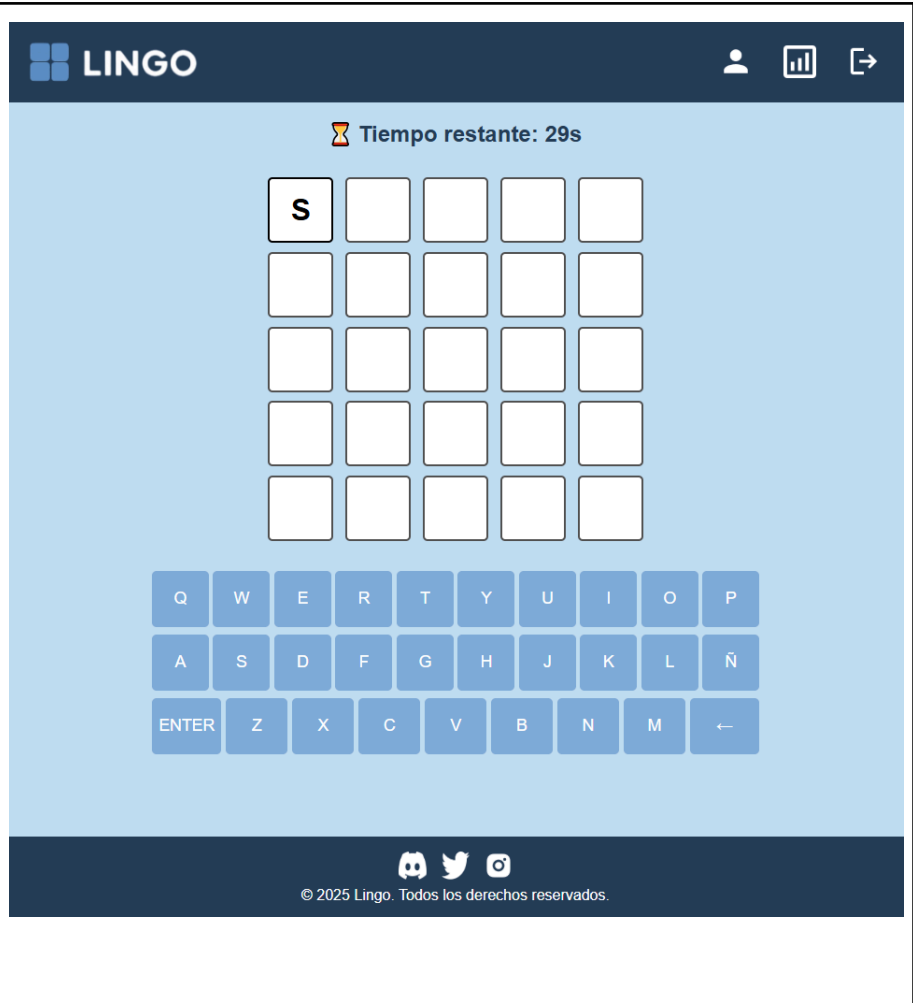 LINGO
⏳ Tiempo restante: 29s
S
Q W E R T Y U I O P
A S D F G H J K L Ñ
ENTER Z X C V B N M ←
© 2025 Lingo. Todos los derechos reservados.